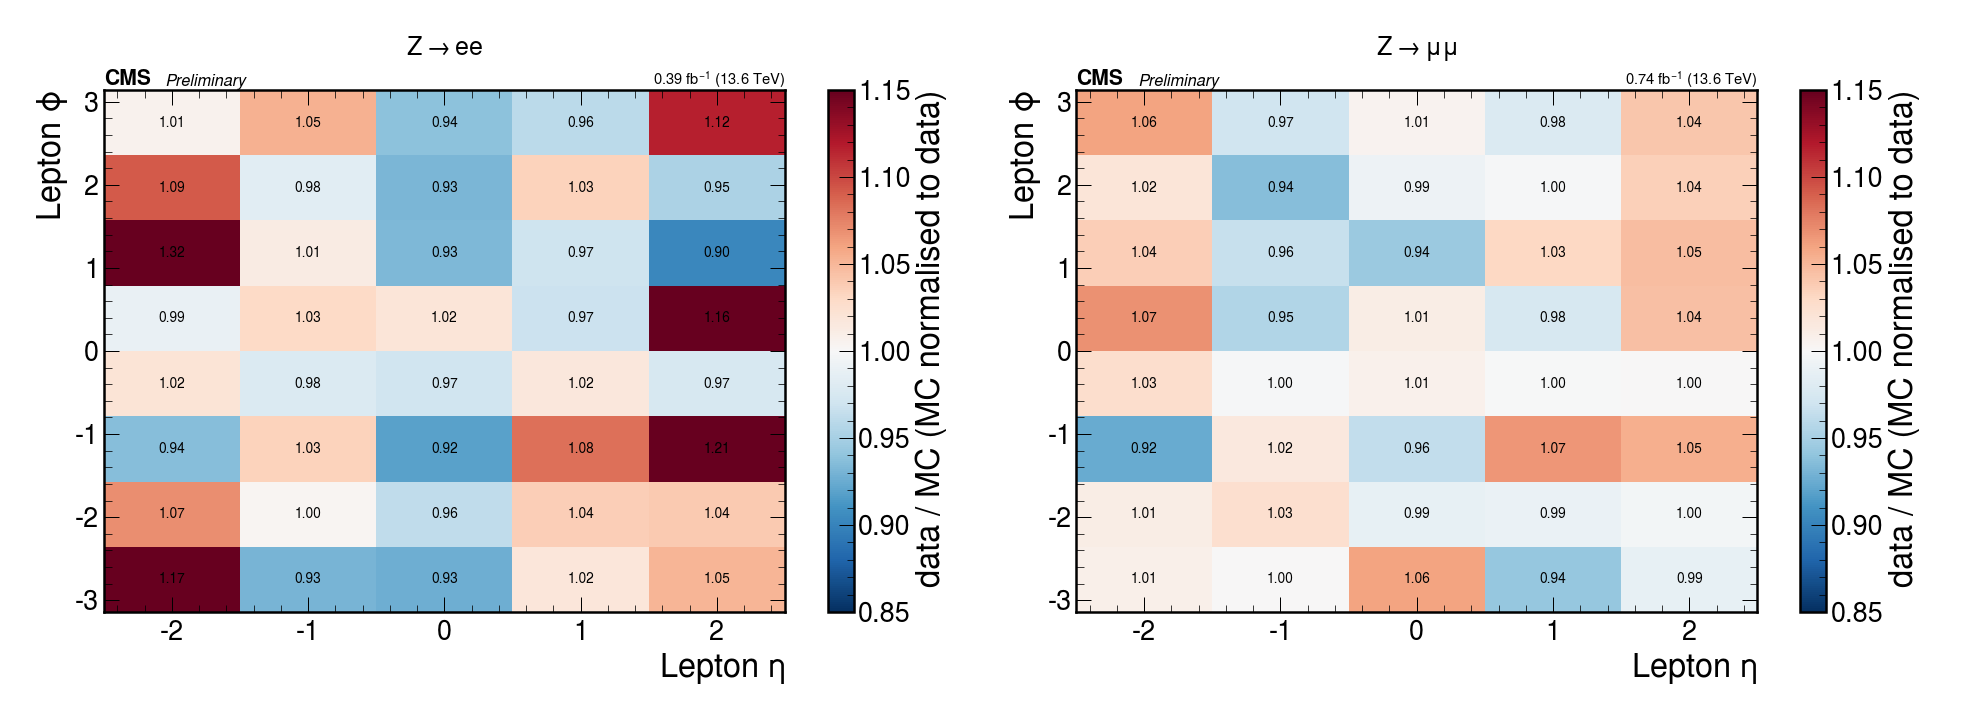 Z → ee
CMS Preliminary 0.39 fb⁻¹ (13.6 TeV)
Lepton ϕ
3
2
1
0
-1
-2
-3
1.01 1.05 0.94 0.96 1.12
1.09 0.98 0.93 1.03 0.95
1.32 1.01 0.93 0.97 0.90
0.99 1.03 1.02 0.97 1.16
1.02 0.98 0.97 1.02 0.97
0.94 1.03 0.92 1.08 1.21
1.07 1.00 0.96 1.04 1.04
1.17 0.93 0.93 1.02 1.05
-2 -1 0 1 2
Lepton η
1.15
1.10
1.05
1.00
0.95
0.90
0.85
data / MC (MC normalised to data)
Z → μμ
CMS Preliminary 0.74 fb⁻¹ (13.6 TeV)
Lepton ϕ
3
2
1
0
-1
-2
-3
1.06 0.97 1.01 0.98 1.04
1.02 0.94 0.99 1.00 1.04
1.04 0.96 0.94 1.03 1.05
1.07 0.95 1.01 0.98 1.04
1.03 1.00 1.01 1.00 1.00
0.92 1.02 0.96 1.07 1.05
1.01 1.03 0.99 0.99 1.00
1.01 1.00 1.06 0.94 0.99
-2 -1 0 1 2
Lepton η
1.15
1.10
1.05
1.00
0.95
0.90
0.85
data / MC (MC normalised to data)